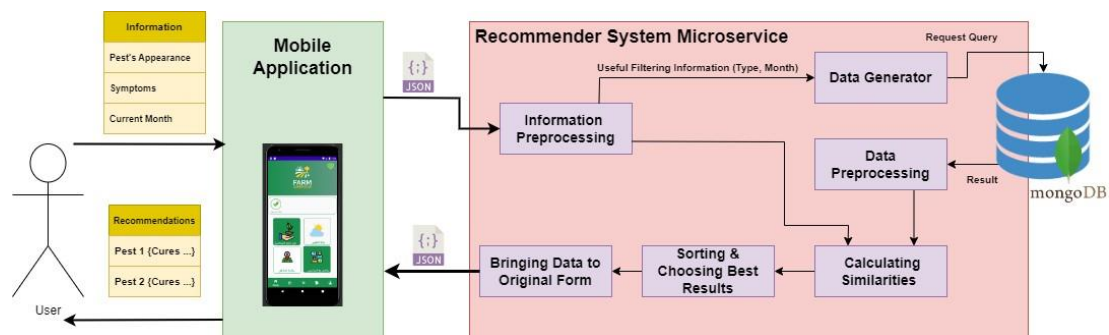 Information
Pest's Appearance
Symptoms
Current Month
Mobile
Application
{;}
JSON
Recommender System Microservice
Request Query
Useful Filtering Information (Type, Month)
Data Generator
Information
Preprocessing
Data
Preprocessing
Result
mongoDB
Recommendations
Pest 1 {Cures ...}
Pest 2 {Cures ...}
User
FARM
{;}
JSON
Bringing Data to
Original Form
Sorting &
Choosing Best
Results
Calculating
Similarities